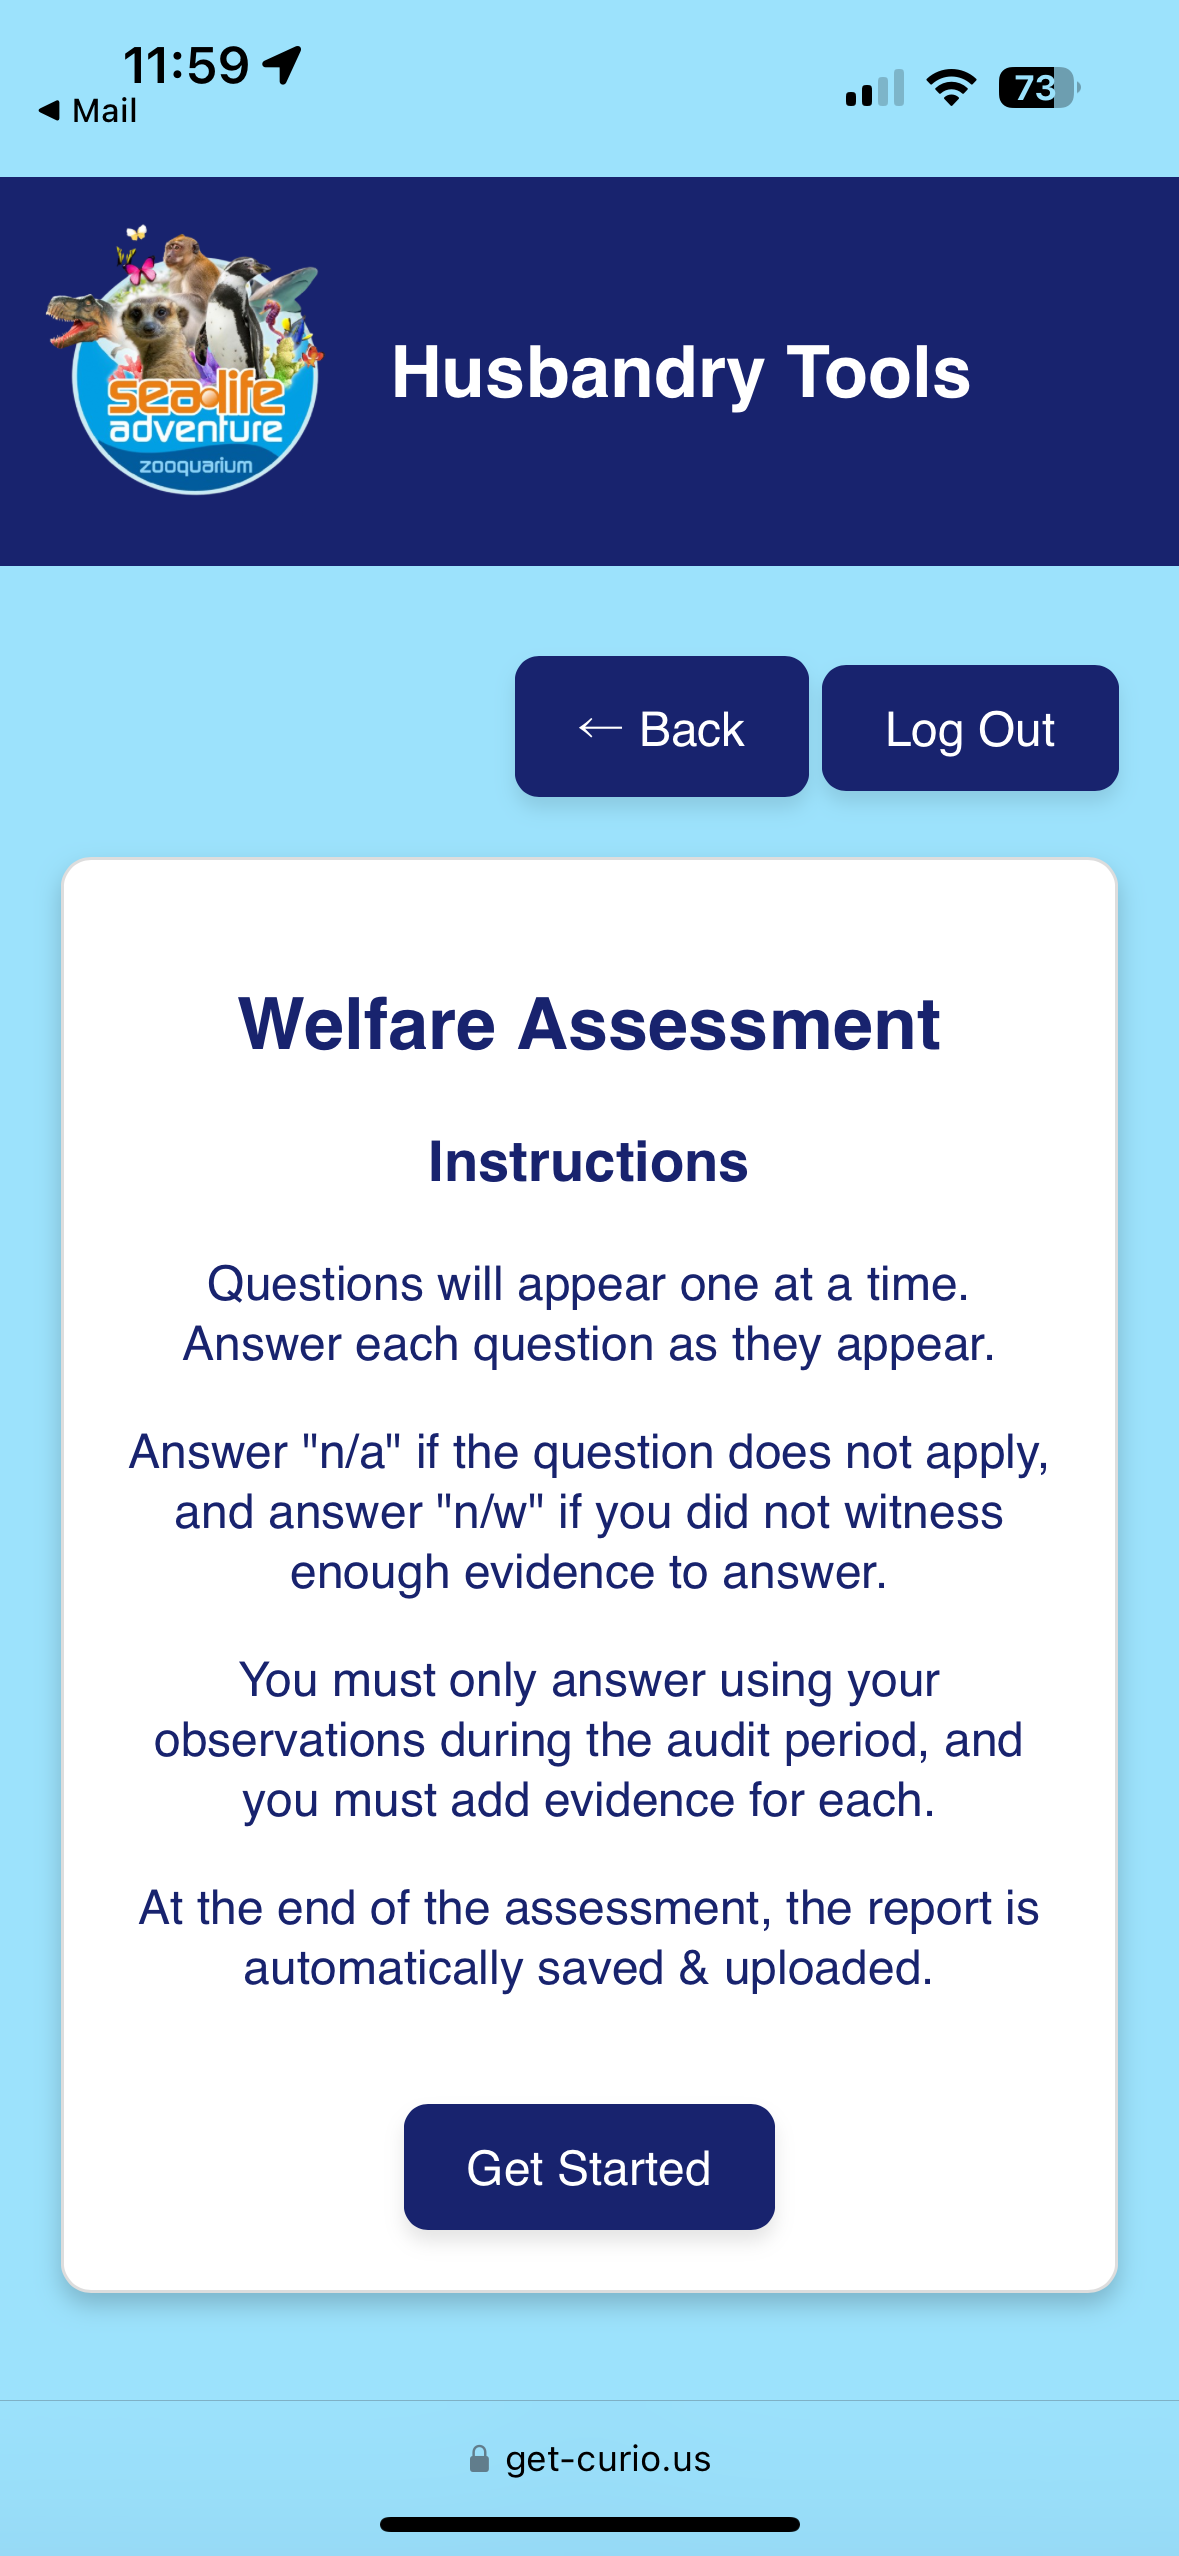 11:59
◀ Mail
73
sea life
adventure
zooquarium
Husbandry Tools
← Back
Log Out
Welfare Assessment
Instructions
Questions will appear one at a time.
Answer each question as they appear.
Answer "n/a" if the question does not apply,
and answer "n/w" if you did not witness
enough evidence to answer.
You must only answer using your
observations during the audit period, and
you must add evidence for each.
At the end of the assessment, the report is
automatically saved & uploaded.
Get Started
get-curio.us